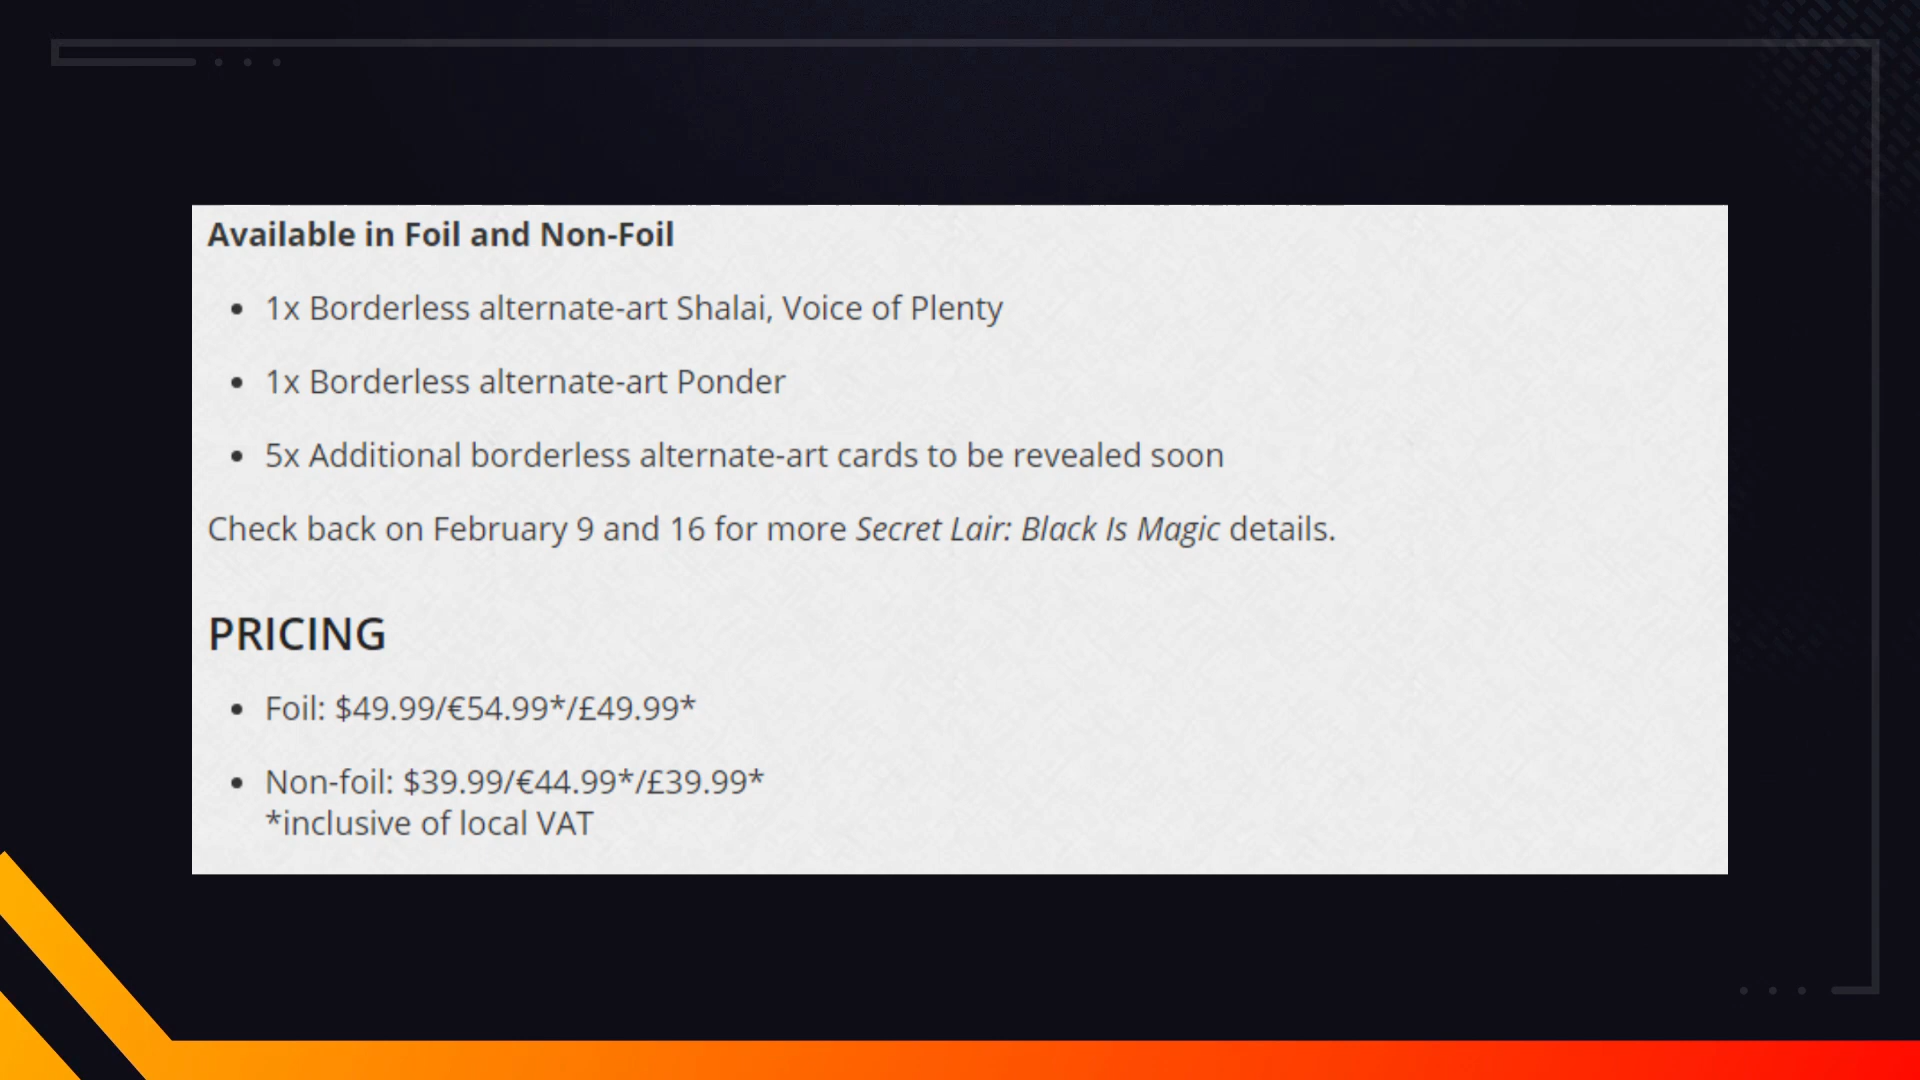 Available in Foil and Non-Foil
• 1x Borderless alternate-art Shalai, Voice of Plenty
• 1x Borderless alternate-art Ponder
• 5x Additional borderless alternate-art cards to be revealed soon
Check back on February 9 and 16 for more Secret Lair: Black Is Magic details.
PRICING
• Foil: $49.99/€54.99*/£49.99*
• Non-foil: $39.99/€44.99*/£39.99*
*inclusive of local VAT